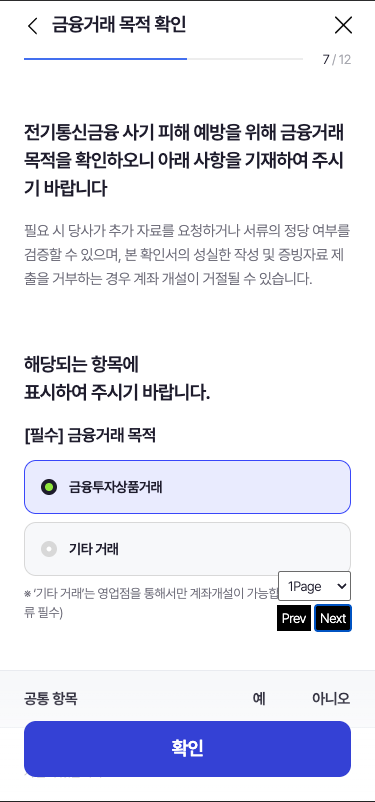 금융거래 목적 확인
7 / 12
전기통신금융 사기 피해 예방을 위해 금융거래
목적을 확인하오니 아래 사항을 기재하여 주시
기 바랍니다
필요 시 당사가 추가 자료를 요청하거나 서류의 정당 여부를
검증할 수 있으며, 본 확인서의 성실한 작성 및 증빙자료 제
출을 거부하는 경우 계좌 개설이 거절될 수 있습니다.
해당되는 항목에
표시하여 주시기 바랍니다.
[필수] 금융거래 목적
금융투자상품거래
기타 거래
※ ‘기타 거래’는 영업점을 통해서만 계좌개설이 가능합
1Page
류 필수)
Prev Next
공통 항목 예 아니오
확인